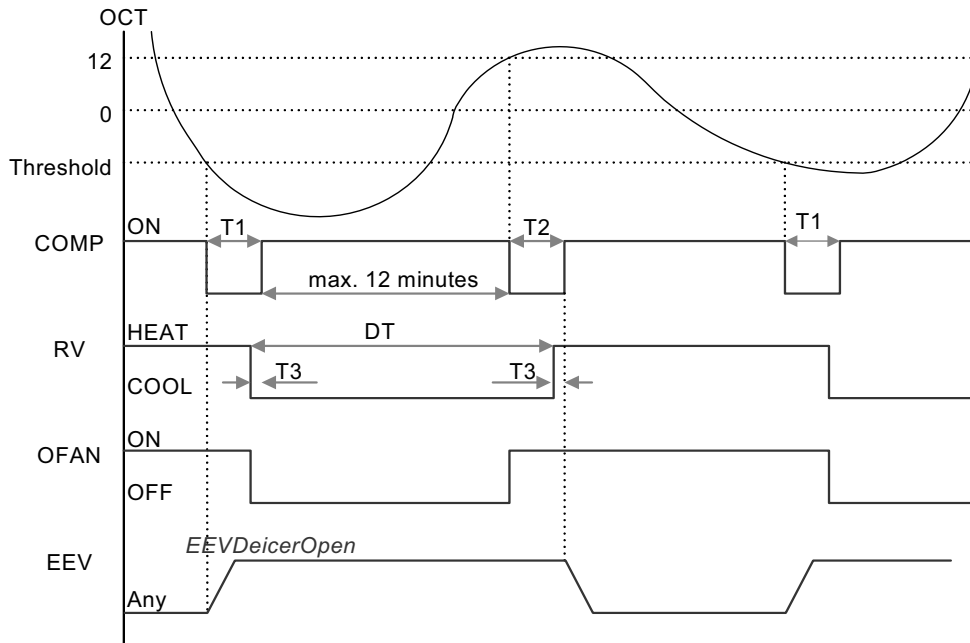 OCT
12
0
Threshold
ON
T1
T2
T1
COMP
max. 12 minutes
HEAT
DT
RV
T3
T3
COOL
ON
OFAN
OFF
EEVDeicerOpen
EEV
Any